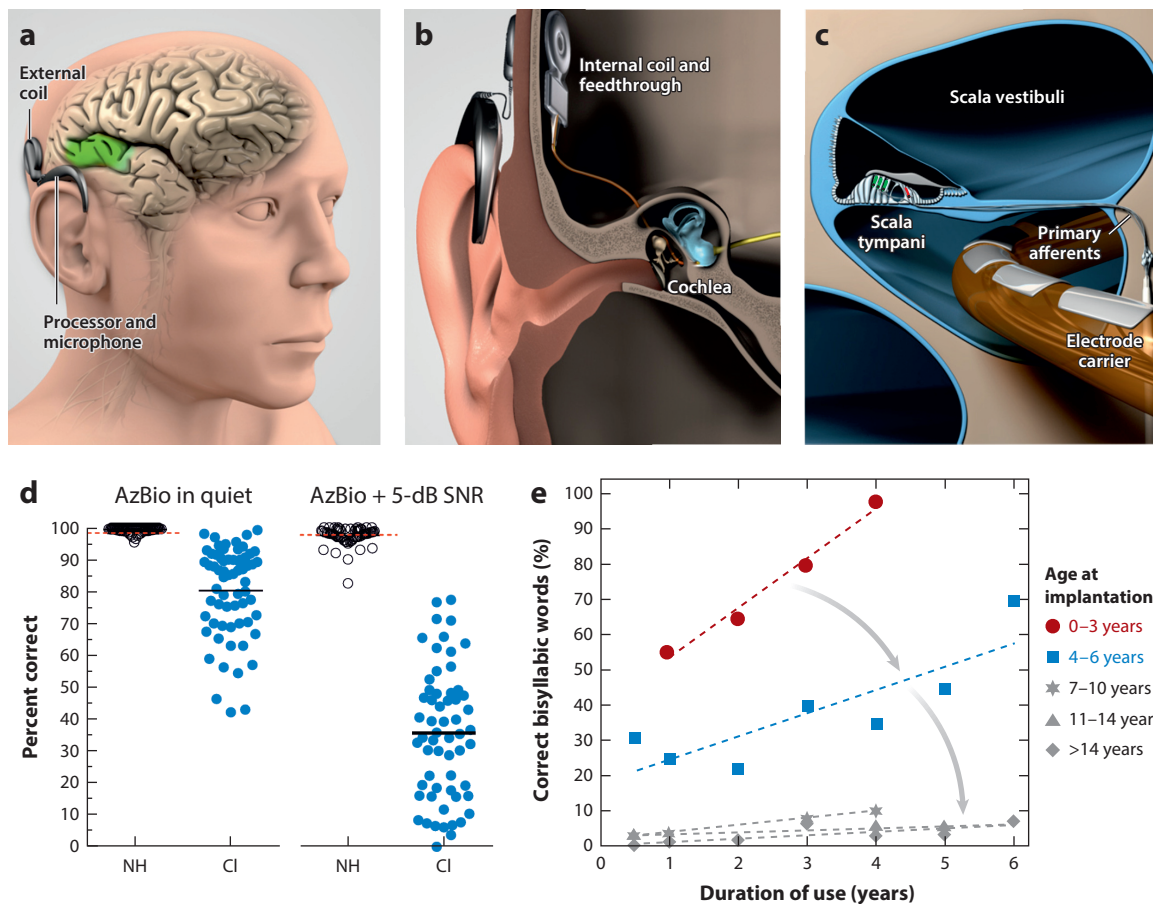 a
External
coil
Processor and
microphone
b
Internal coil and
feedthrough
Cochlea
c
Scala vestibuli
Scala
tympani
Primary
afferents
Electrode
carrier
d
AzBio in quiet
AzBio + 5-dB SNR
Percent correct
100
90
80
70
60
50
40
30
20
10
0
NH
CI
NH
CI
e
Correct bisyllabic words (%)
100
90
80
70
60
50
40
30
20
10
0
0
1
2
3
4
5
6
Duration of use (years)
Age at
implantation
0–3 years
4–6 years
7–10 years
11–14 year
>14 years